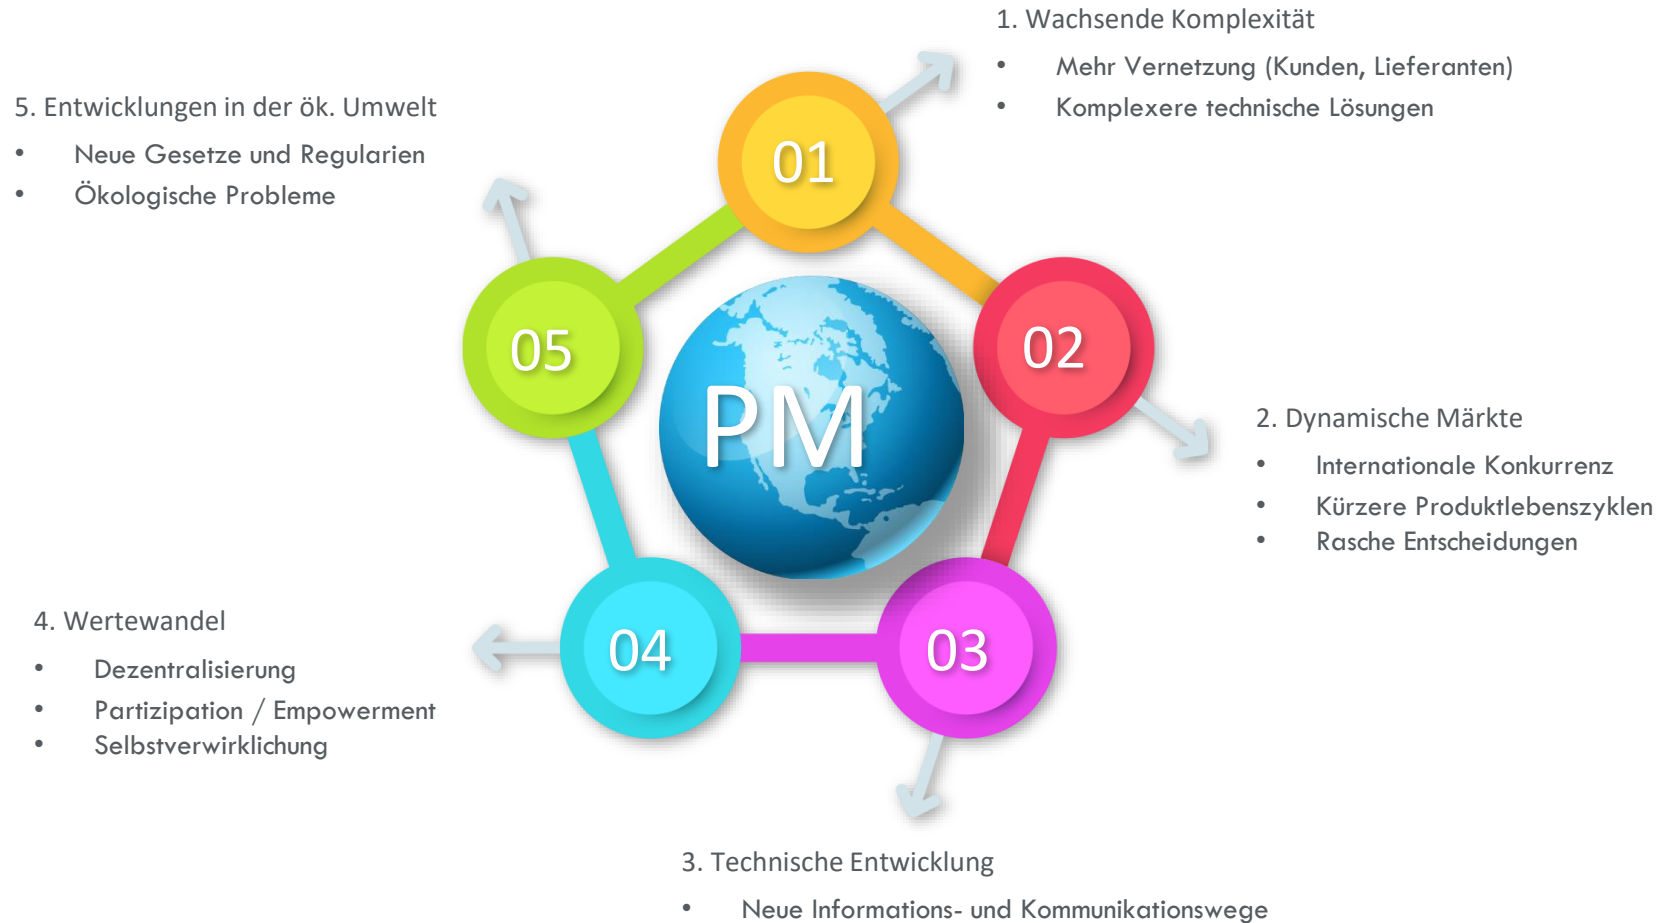 1. Wachsende Komplexität
• Mehr Vernetzung (Kunden, Lieferanten)
• Komplexere technische Lösungen
5. Entwicklungen in der ök. Umwelt
• Neue Gesetze und Regularien
• Ökologische Probleme
01
05
02
PM
2. Dynamische Märkte
• Internationale Konkurrenz
• Kürzere Produktlebenszyklen
• Rasche Entscheidungen
4. Wertewandel
• Dezentralisierung
• Partizipation / Empowerment
• Selbstverwirklichung
04
03
3. Technische Entwicklung
• Neue Informations- und Kommunikationswege